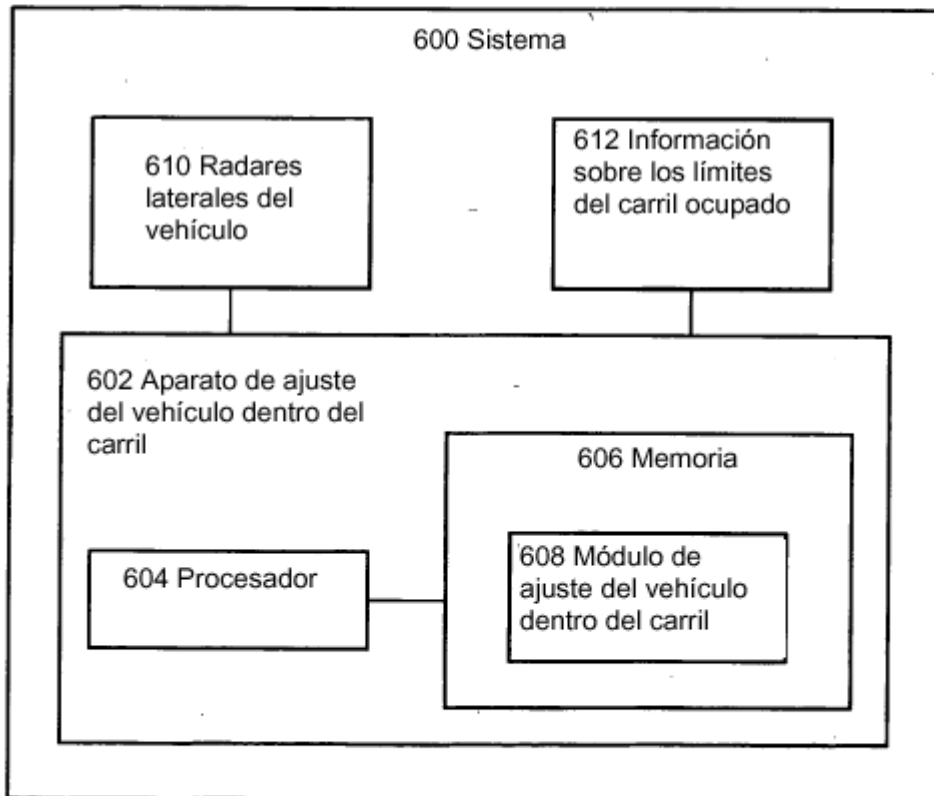 600 Sistema
610 Radares
laterales del
vehículo
612 Información
sobre los límites
del carril ocupado
602 Aparato de ajuste
del vehículo dentro del
carril
606 Memoria
604 Procesador
608 Módulo de
ajuste del vehículo
dentro del carril